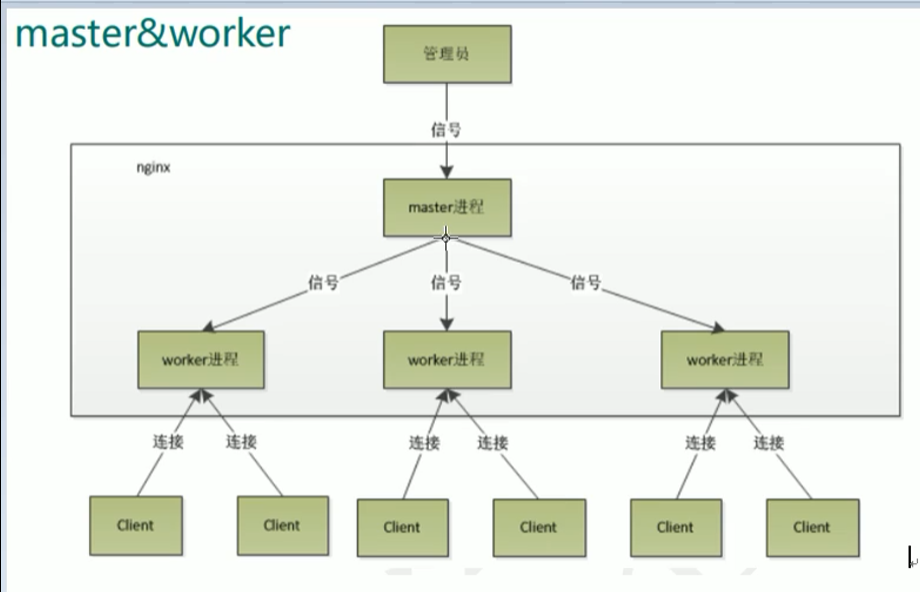 master&worker
管理员
信号
nginx
master进程
信号
信号
信号
worker进程
worker进程
worker进程
连接
连接
连接
连接
连接
连接
Client
Client
Client
Client
Client
Client